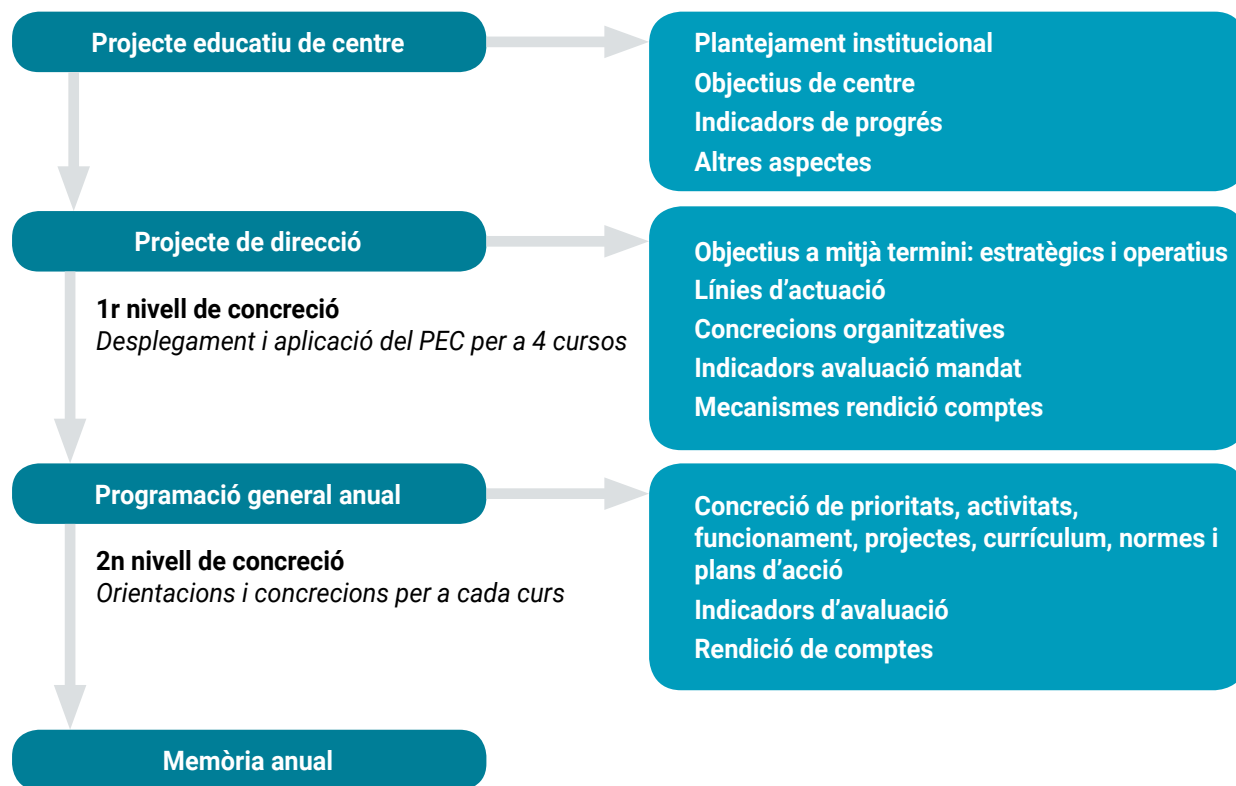 Projecte educatiu de centre
Plantejament institucional
Objectius de centre
Indicadors de progrés
Altres aspectes
Projecte de direcció
1r nivell de concreció
Desplegament i aplicació del PEC per a 4 cursos
Objectius a mitjà termini: estratègics i operatius
Línies d’actuació
Concrecions organitzatives
Indicadors avaluació mandat
Mecanismes rendició comptes
Programació general anual
2n nivell de concreció
Orientacions i concrecions per a cada curs
Concreció de prioritats, activitats,
funcionament, projectes, currículum, normes i
plans d’acció
Indicadors d’avaluació
Rendició de comptes
Memòria anual